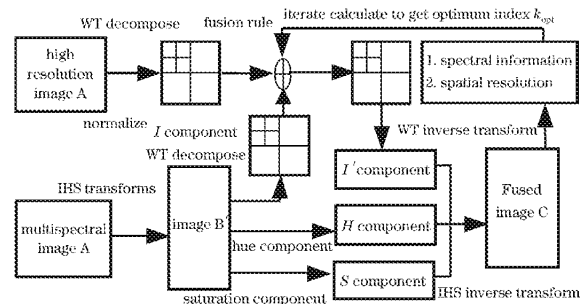 WT decompose
fusion rule
iterate calculate to get optimum index k_opt
high
resolution
image A
1. spectral information
2. spatial resolution
normalize
I component
WT decompose
WT inverse transform
IHS transforms
I′ component
multispectral
image A
image B′
hue component
H component
Fused
image C
S component
saturation component
IHS inverse transform